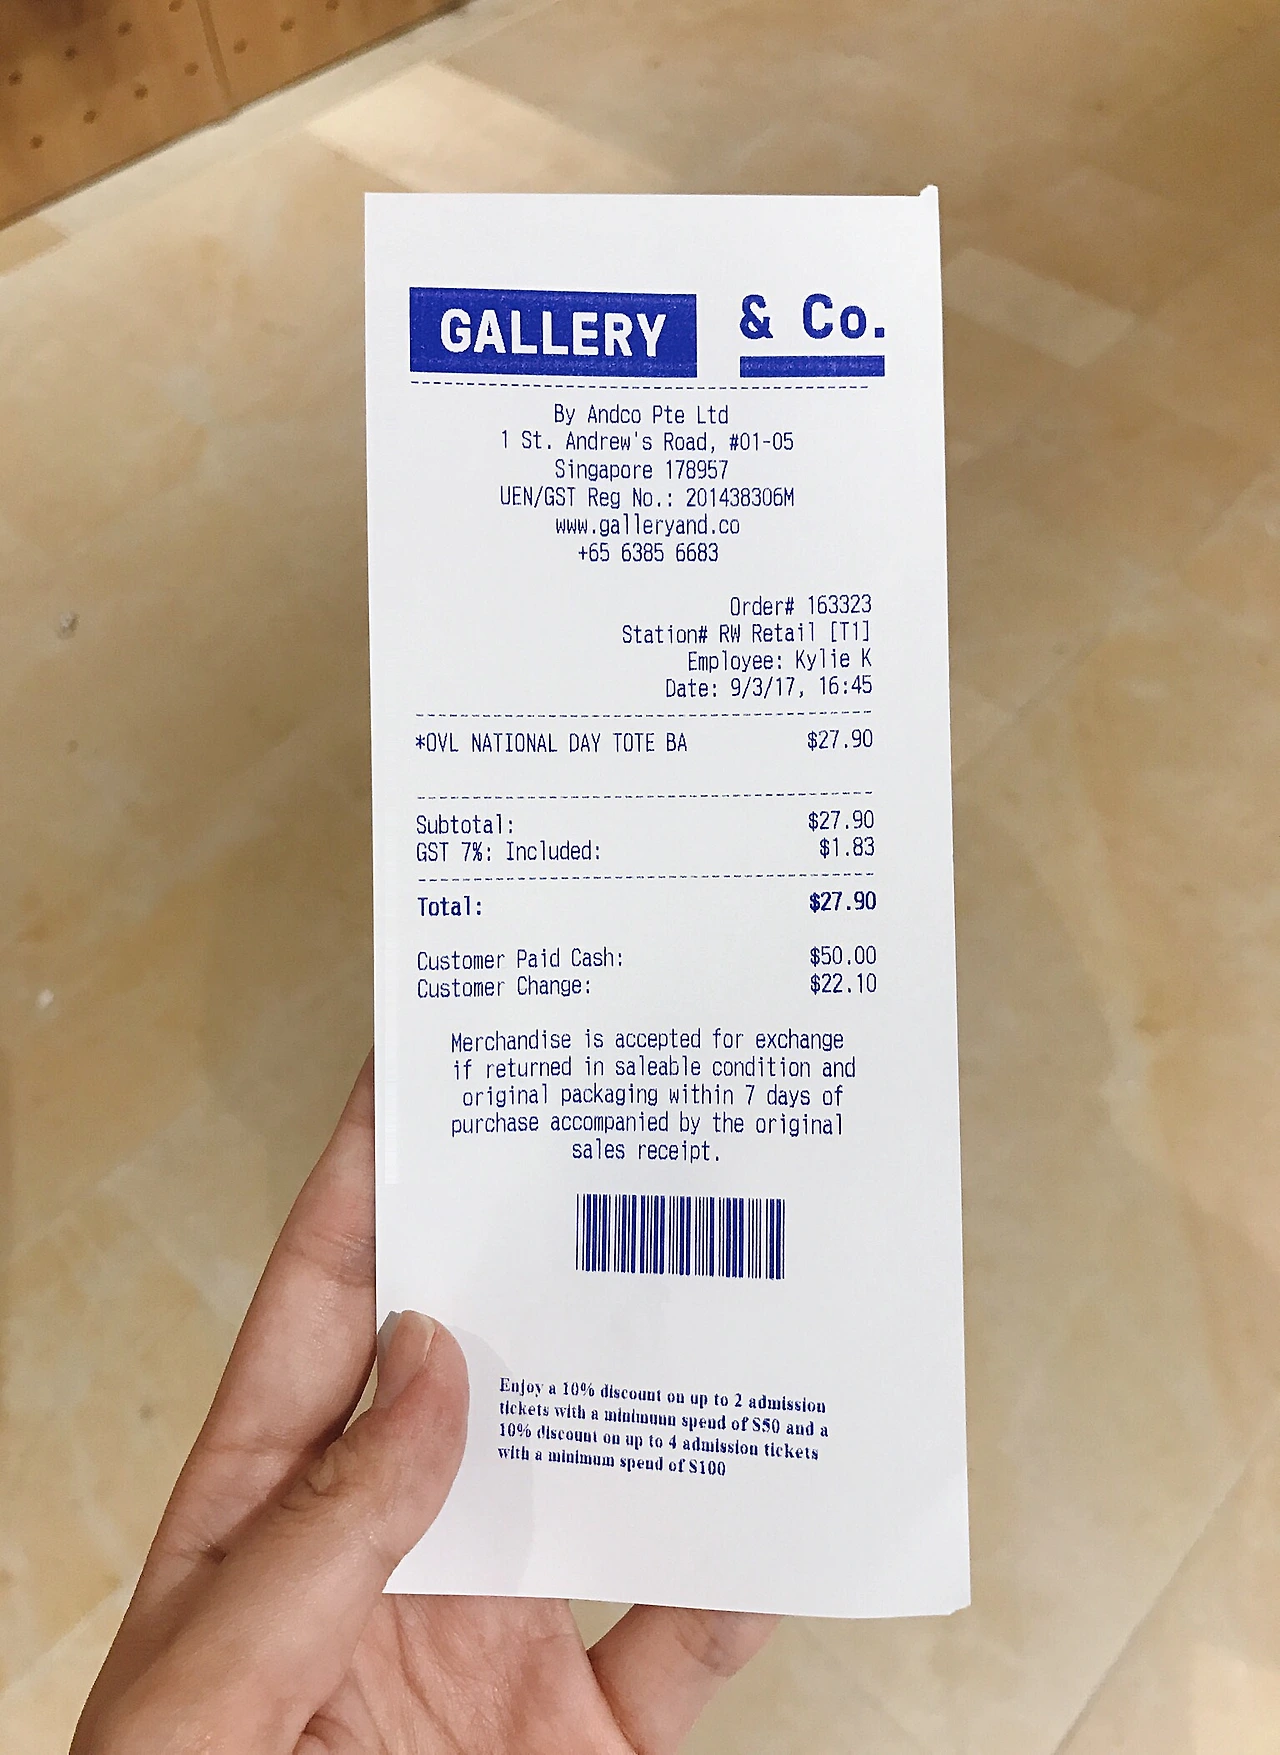 GALLERY & Co.
By Andco Pte Ltd
1 St. Andrew's Road, #01-05
Singapore 178957
UEN/GST Reg No.: 201438306M
www.galleryand.co
+65 6385 6683
Order# 163323
Station# RW Retail [T1]
Employee: Kylie K
Date: 9/3/17, 16:45
*OVL NATIONAL DAY TOTE BA $27.90
Subtotal: $27.90
GST 7%: Included: $1.83
Total: $27.90
Customer Paid Cash: $50.00
Customer Change: $22.10
Merchandise is accepted for exchange
if returned in saleable condition and
original packaging within 7 days of
purchase accompanied by the original
sales receipt.
Enjoy a 10% discount on up to 2 admission
tickets with a minimum spend of $50 and a
10% discount on up to 4 admission tickets
with a minimum spend of $100